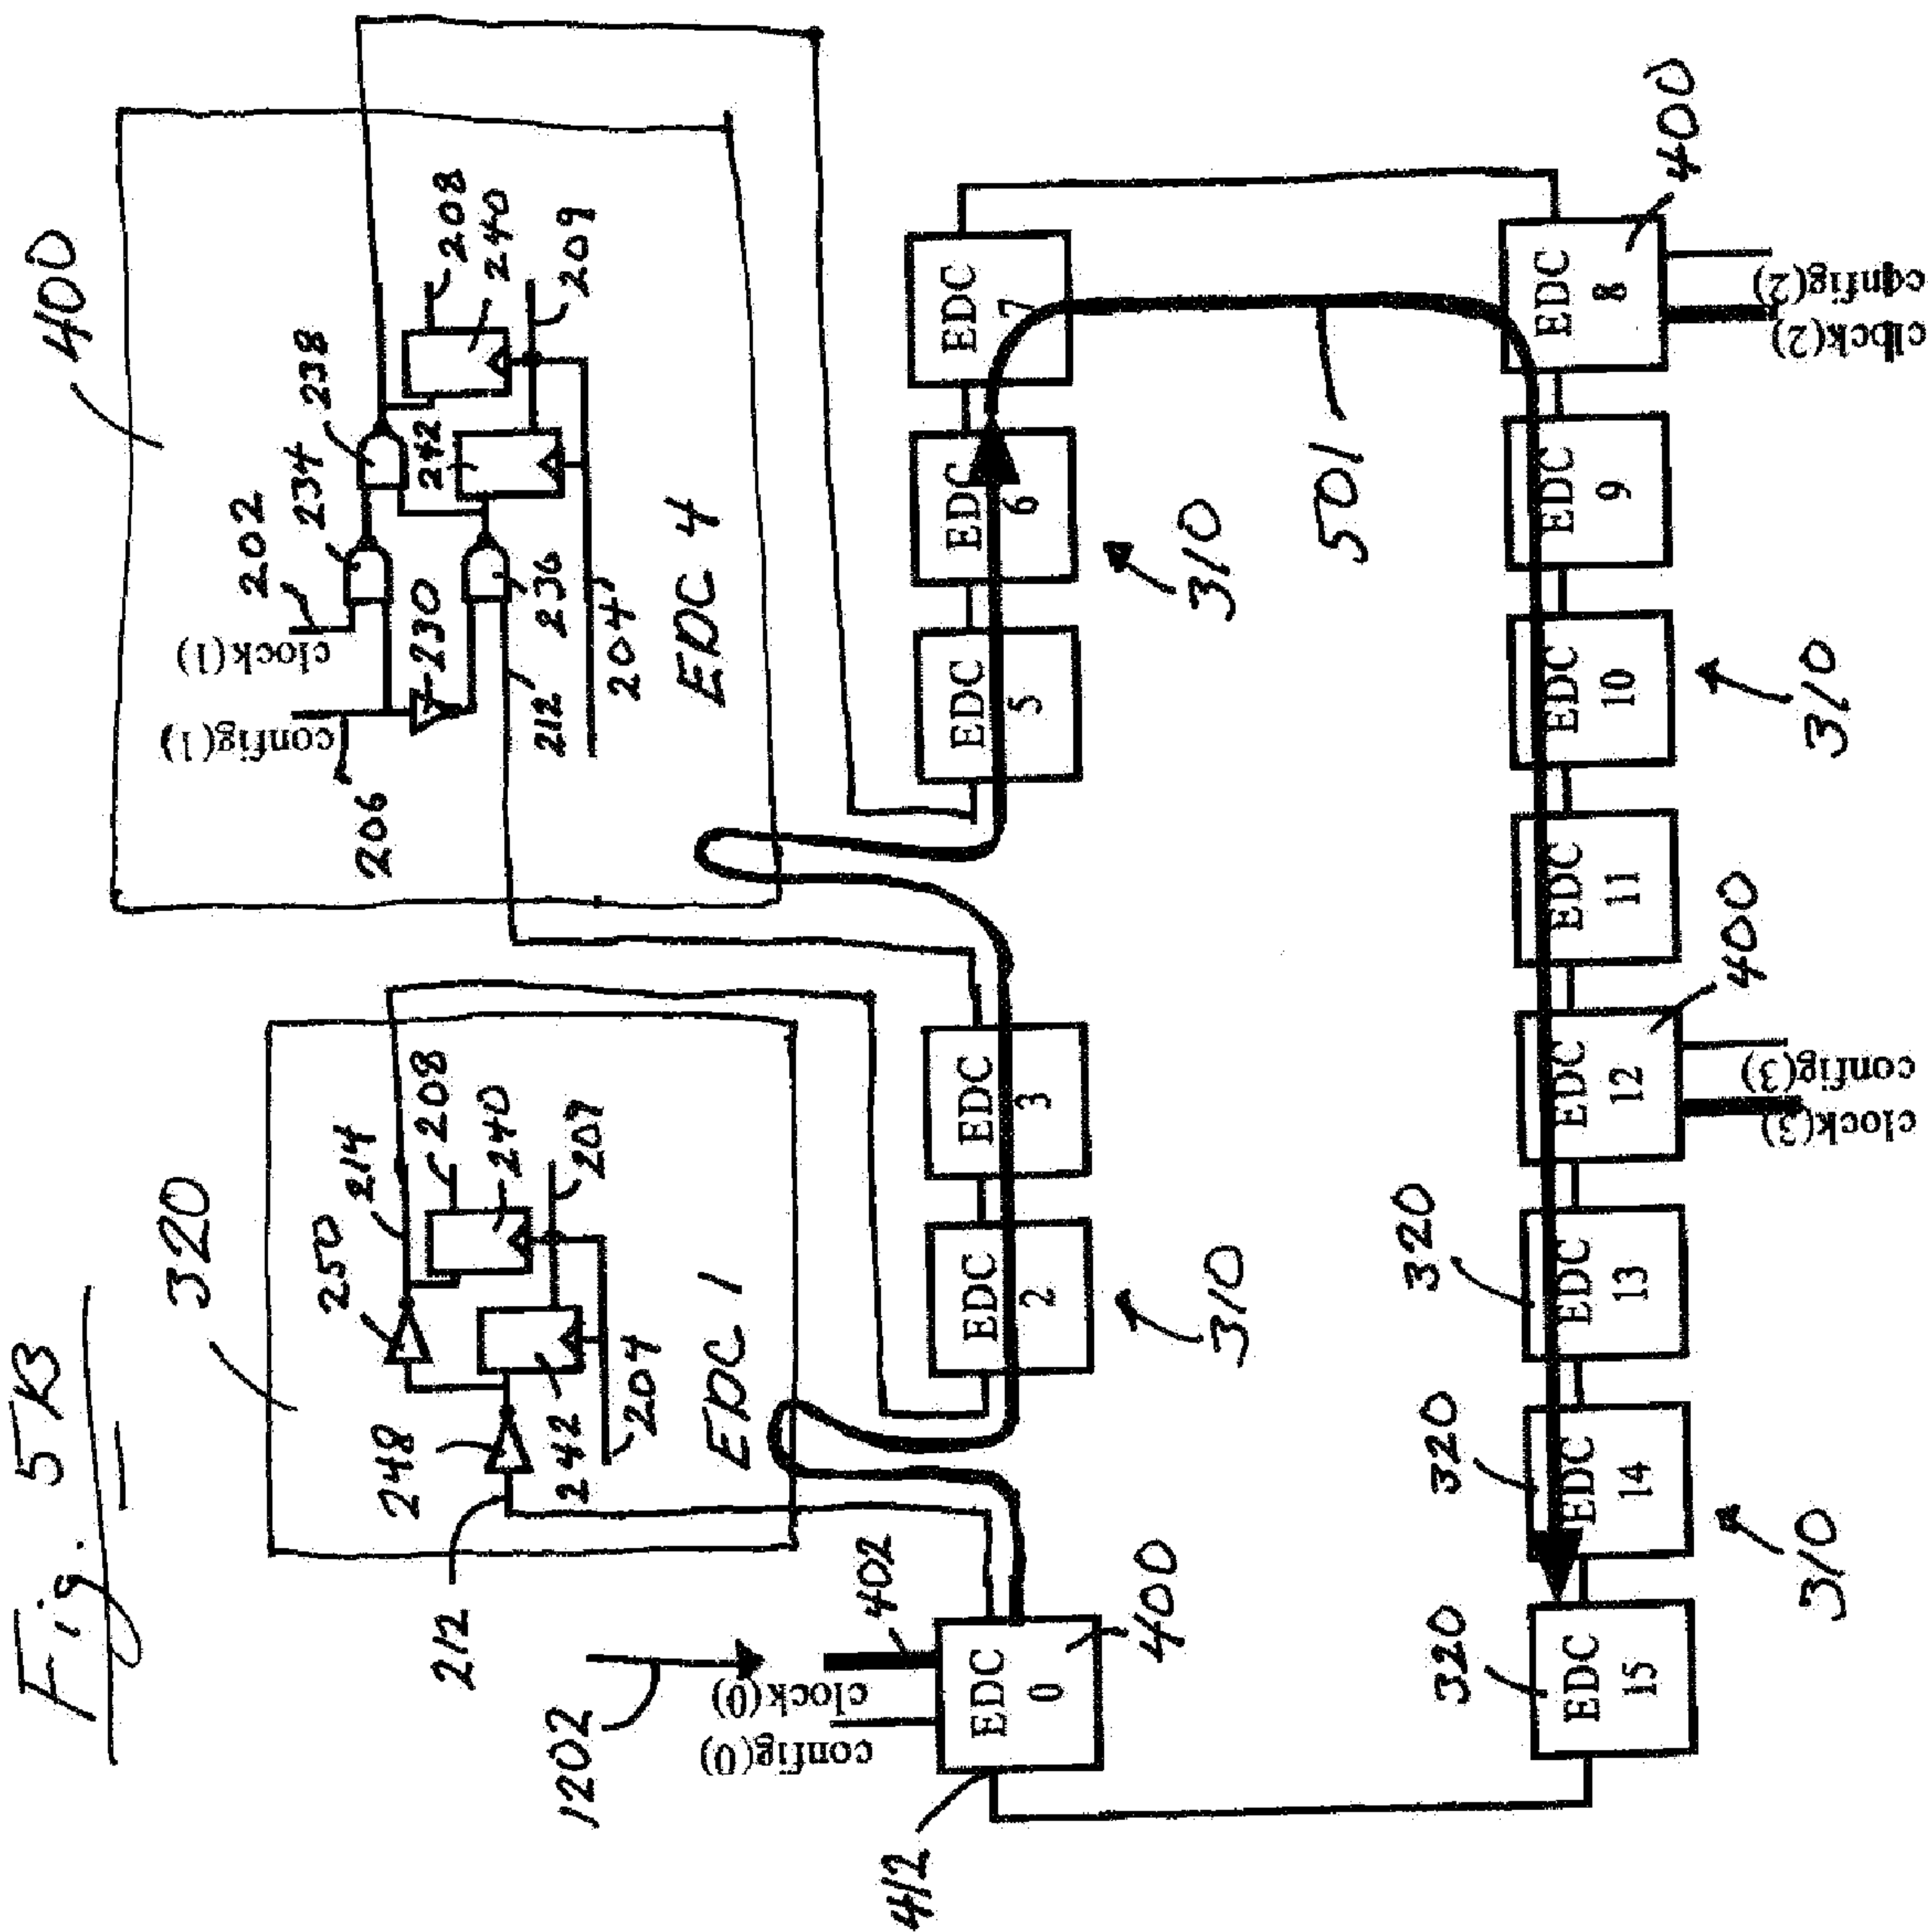 Fig. 5B
320
400
250
214
248
208
240
209
212
242
204
EDC 1
206
config(1)
clock(1)
202
234
238
230
242
208
240
209
212
236
204
EDC 4
1202
402
clock(0)
config(0)
412
EDC 0
400
EDC 2
EDC 3
310
EDC 5
EDC 6
EDC 7
310
501
320
EDC 15
320
EDC 14
320
EDC 13
310
EDC 12
400
clock(3)
config(3)
EDC 11
EDC 10
310
EDC 9
EDC 8
400
clock(2)
config(2)